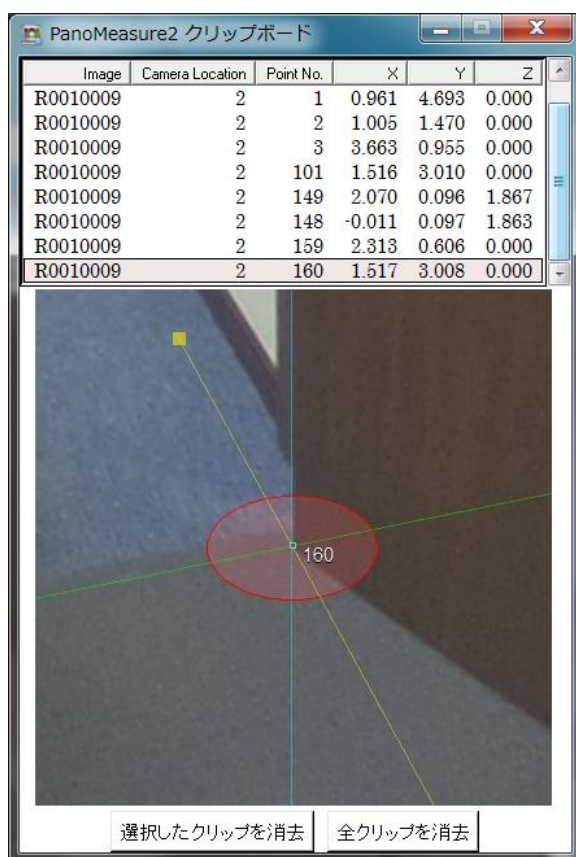 PanoMeasure2 クリップボード
Image Camera Location Point No. X Y Z
R0010009 2 1 0.961 4.693 0.000
R0010009 2 2 1.005 1.470 0.000
R0010009 2 3 3.663 0.955 0.000
R0010009 2 101 1.516 3.010 0.000
R0010009 2 149 2.070 0.096 1.867
R0010009 2 148 -0.011 0.097 1.863
R0010009 2 159 2.313 0.606 0.000
R0010009 2 160 1.517 3.008 0.000
160
選択したクリップを消去 全クリップを消去